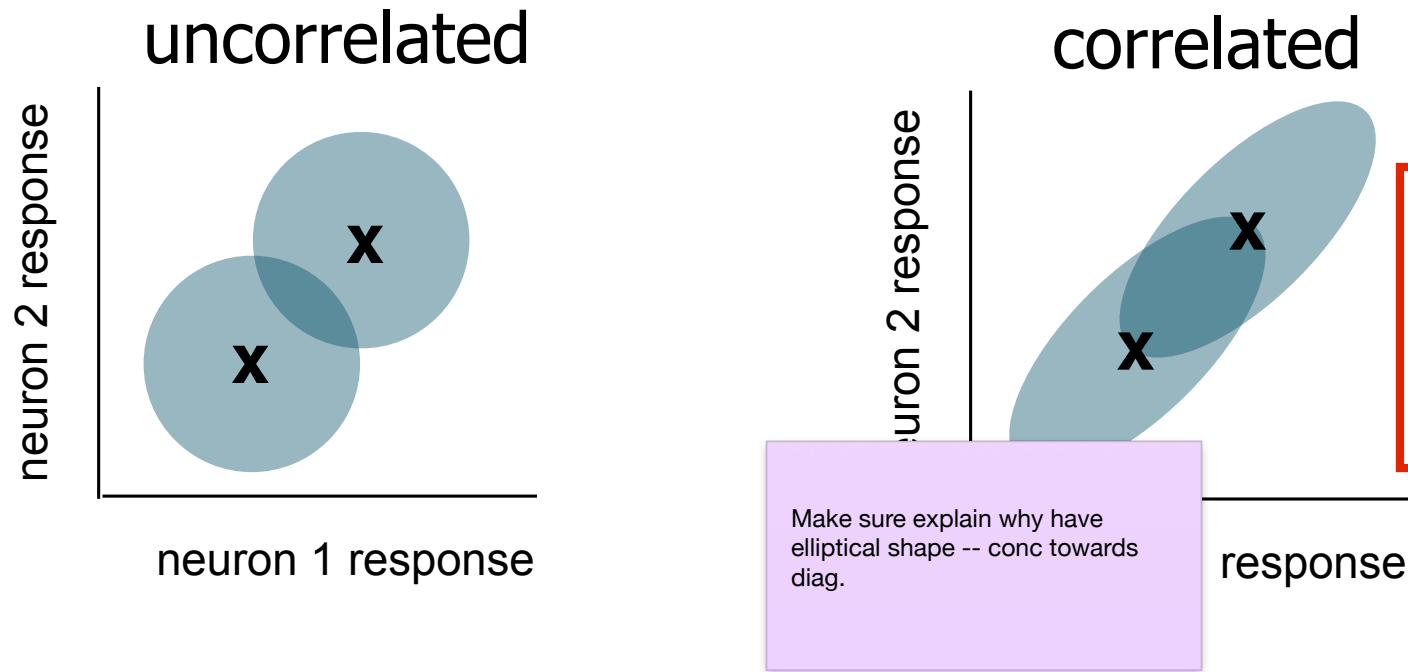 uncorrelated
neuron 2 response
x
x
neuron 1 response
correlated
neuron 2 response
x
x
response
Make sure explain why have
elliptical shape -- conc towards
diag.